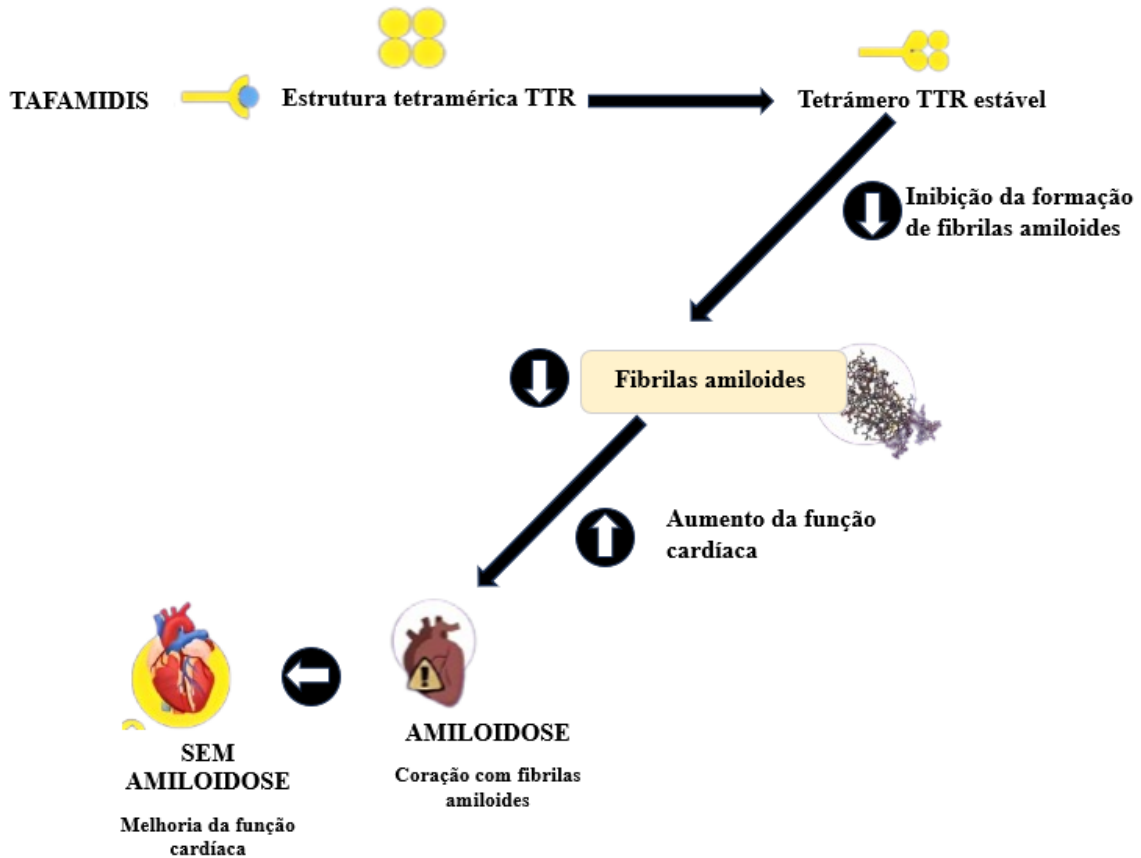 TAFAMIDIS
Estrutura tetramérica TTR
Tetrámero TTR estável
Inibição da formação
de fibrilas amiloides
Fibrilas amiloides
Aumento da função
cardíaca
AMILOIDOSE
Coração com fibrilas
amiloides
SEM
AMILOIDOSE
Melhoria da função
cardíaca